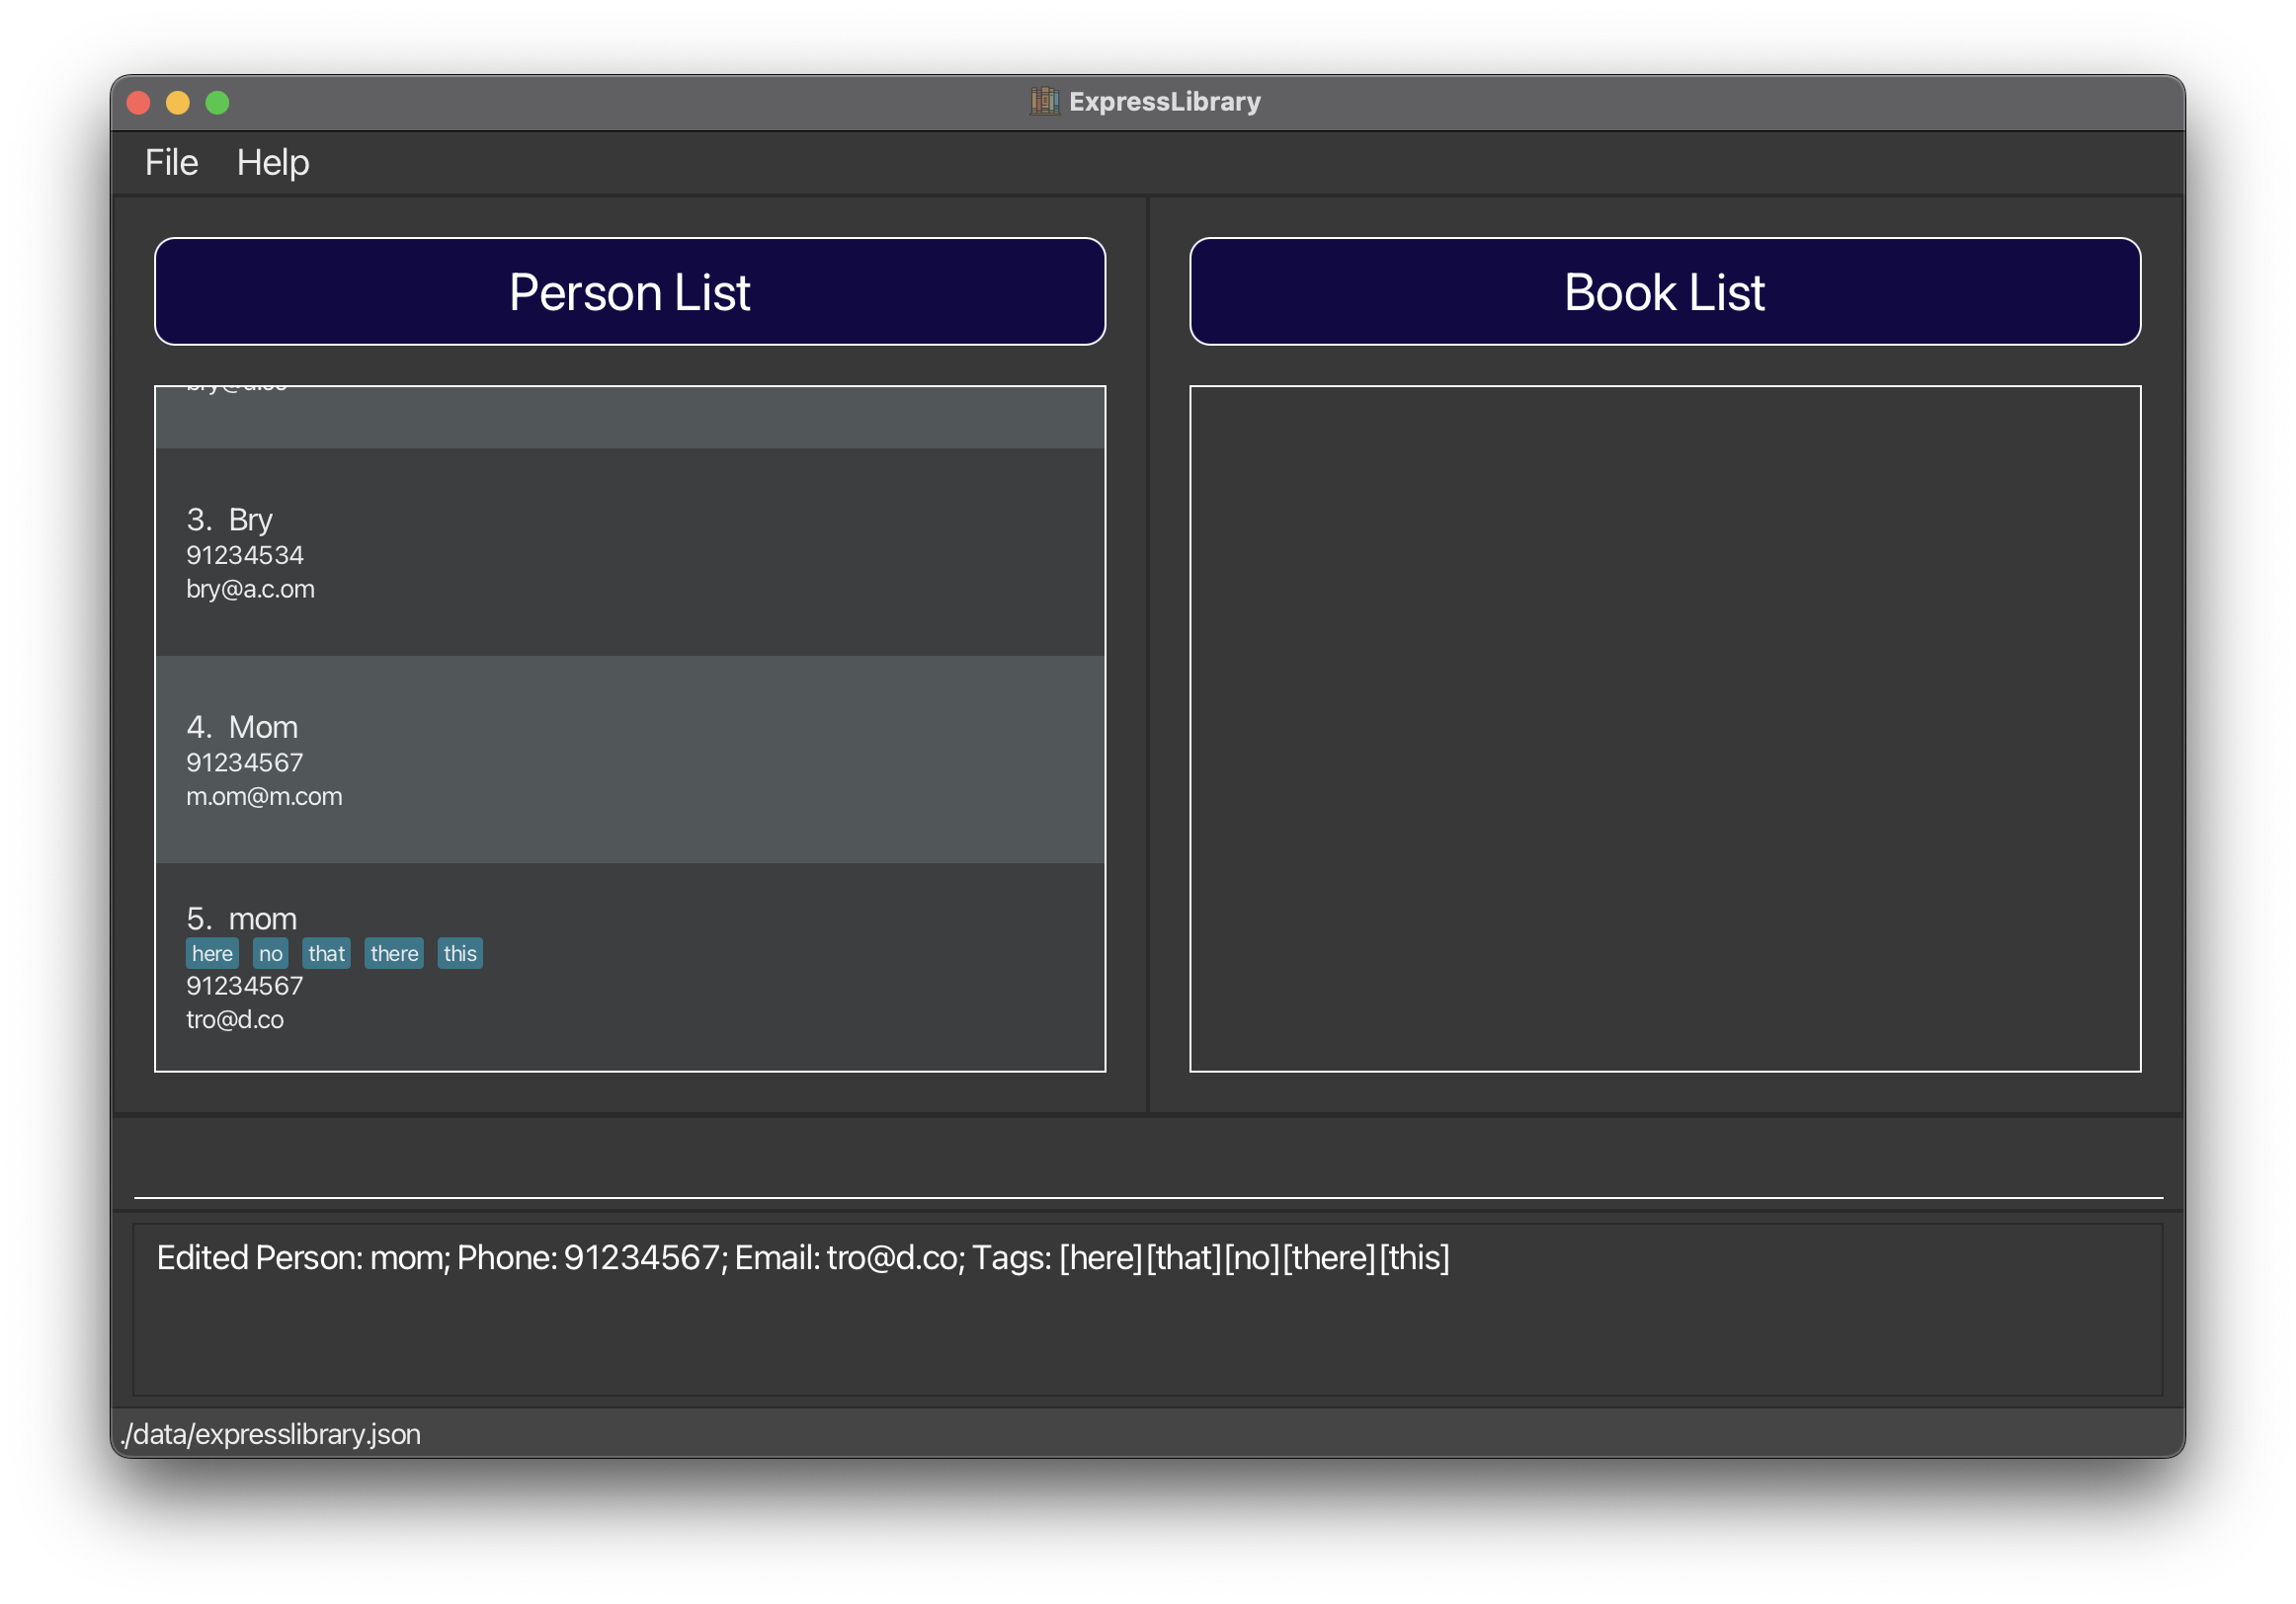 ExpressLibrary
File Help
Person List
Book List
3. Bry
91234534
bry@a.c.om
4. Mom
91234567
m.om@m.com
5. mom
here no that there this
91234567
tro@d.co
Edited Person: mom; Phone: 91234567; Email: tro@d.co; Tags: [here][that][no][there][this]
./data/expresslibrary.json